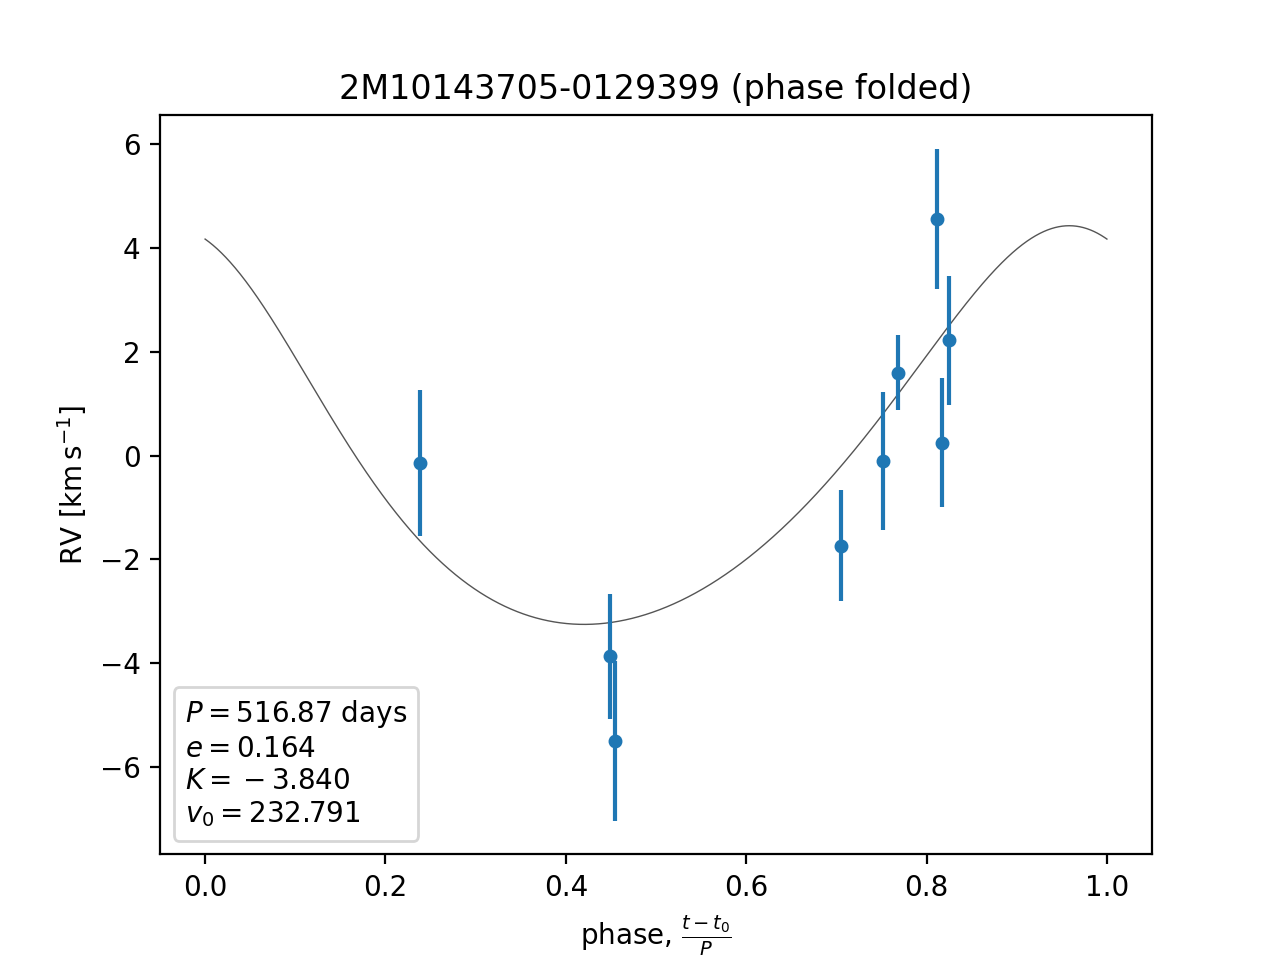 2M10143705-0129399 (phase folded)
6
4
2
0
−2
−4
−6
RV [km s⁻¹]
P = 516.87 days
e = 0.164
K = −3.840
v₀ = 232.791
0.0 0.2 0.4 0.6 0.8 1.0
phase, (t − t₀)/P